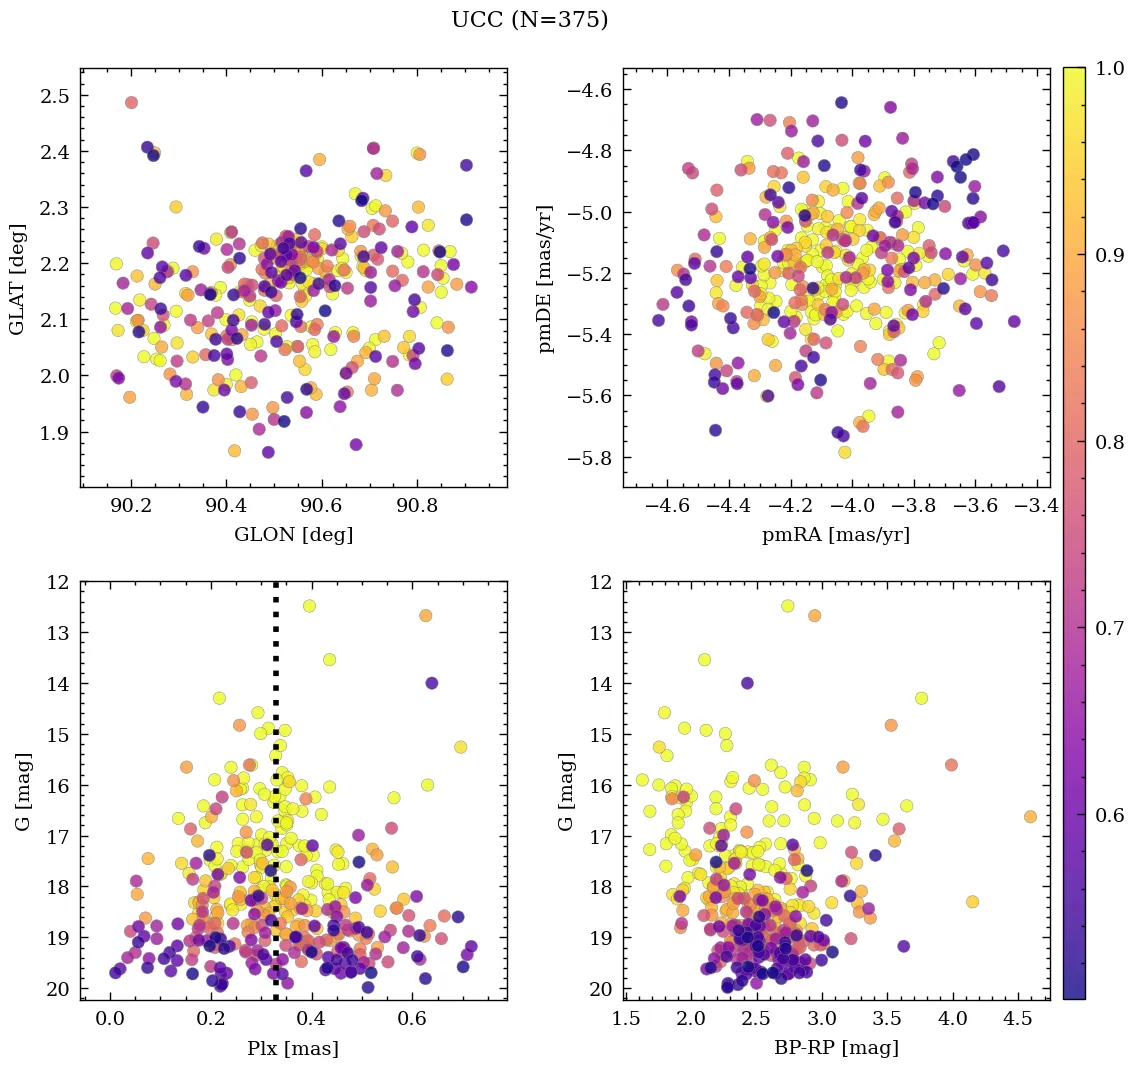 UCC (N=375)
2.5
2.4
2.3
2.2
2.1
2.0
1.9
GLAT [deg]
90.2 90.4 90.6 90.8
GLON [deg]
−4.6
−4.8
−5.0
−5.2
−5.4
−5.6
−5.8
pmDE [mas/yr]
−4.6 −4.4 −4.2 −4.0 −3.8 −3.6 −3.4
pmRA [mas/yr]
1.0
0.9
0.8
0.7
0.6
12
13
14
15
16
17
18
19
20
G [mag]
0.0 0.2 0.4 0.6
Plx [mas]
12
13
14
15
16
17
18
19
20
G [mag]
1.5 2.0 2.5 3.0 3.5 4.0 4.5
BP-RP [mag]